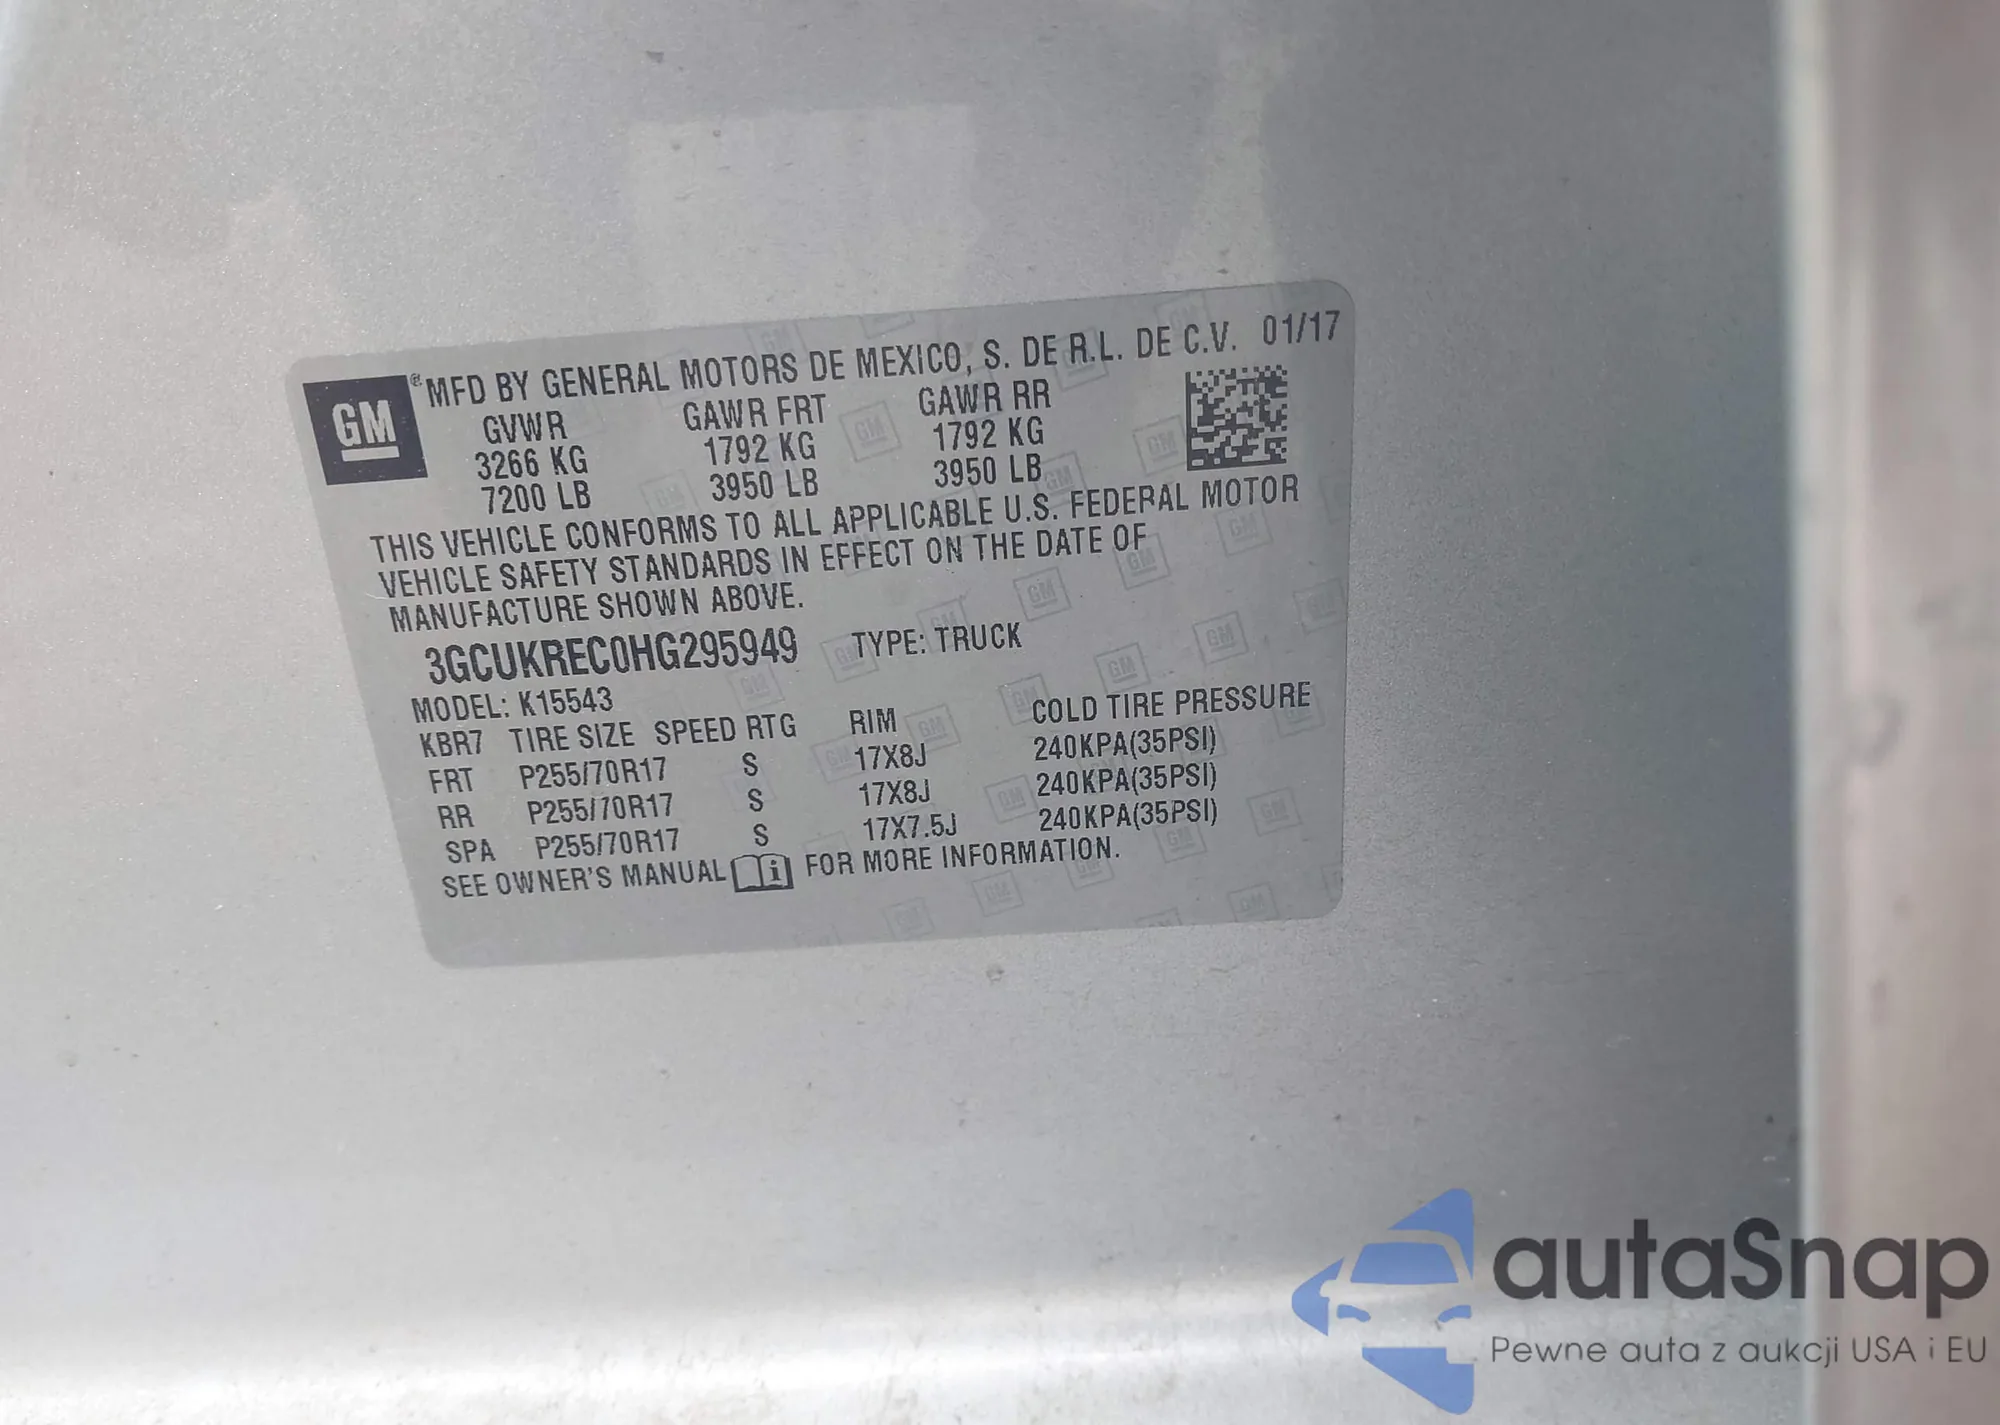 GM ® MFD BY GENERAL MOTORS DE MEXICO, S. DE R.L. DE C.V. 01/17
GVWR GAWR FRT GAWR RR
3266 KG 1792 KG 1792 KG
7200 LB 3950 LB 3950 LB
THIS VEHICLE CONFORMS TO ALL APPLICABLE U.S. FEDERAL MOTOR
VEHICLE SAFETY STANDARDS IN EFFECT ON THE DATE OF
MANUFACTURE SHOWN ABOVE.
3GCUKREC0HG295949 TYPE: TRUCK
MODEL: K15543
KBR7 TIRE SIZE SPEED RTG RIM COLD TIRE PRESSURE
FRT P255/70R17 S 17X8J 240KPA(35PSI)
RR P255/70R17 S 17X8J 240KPA(35PSI)
SPA P255/70R17 S 17X7.5J 240KPA(35PSI)
SEE OWNER'S MANUAL i FOR MORE INFORMATION.
autaSnap
Pewne auta z aukcji USA i EU